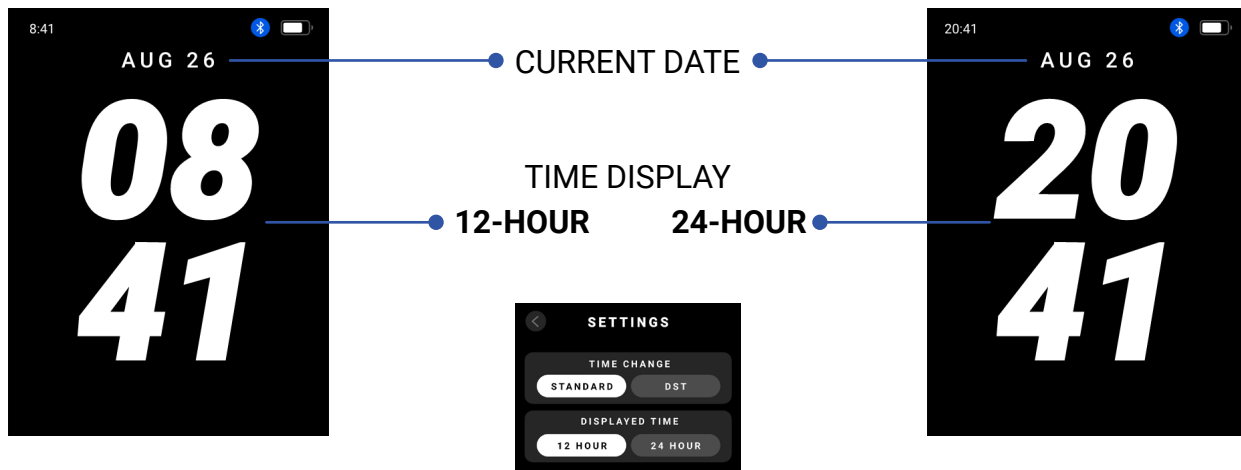 8:41
AUG 26
08
41
CURRENT DATE
TIME DISPLAY
12-HOUR 24-HOUR
SETTINGS
TIME CHANGE
STANDARD DST
DISPLAYED TIME
12 HOUR 24 HOUR
20:41
AUG 26
20
41